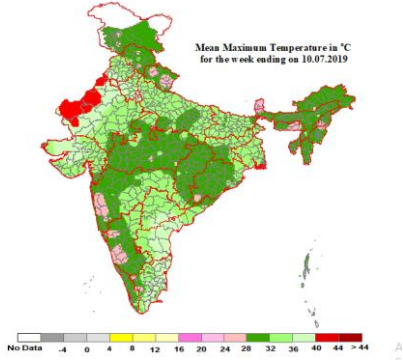 Mean Maximum Temperature in °C
for the week ending on 10.07.2019
No Data -4 0 4 8 12 16 20 24 28 32 36 40 44 > 44